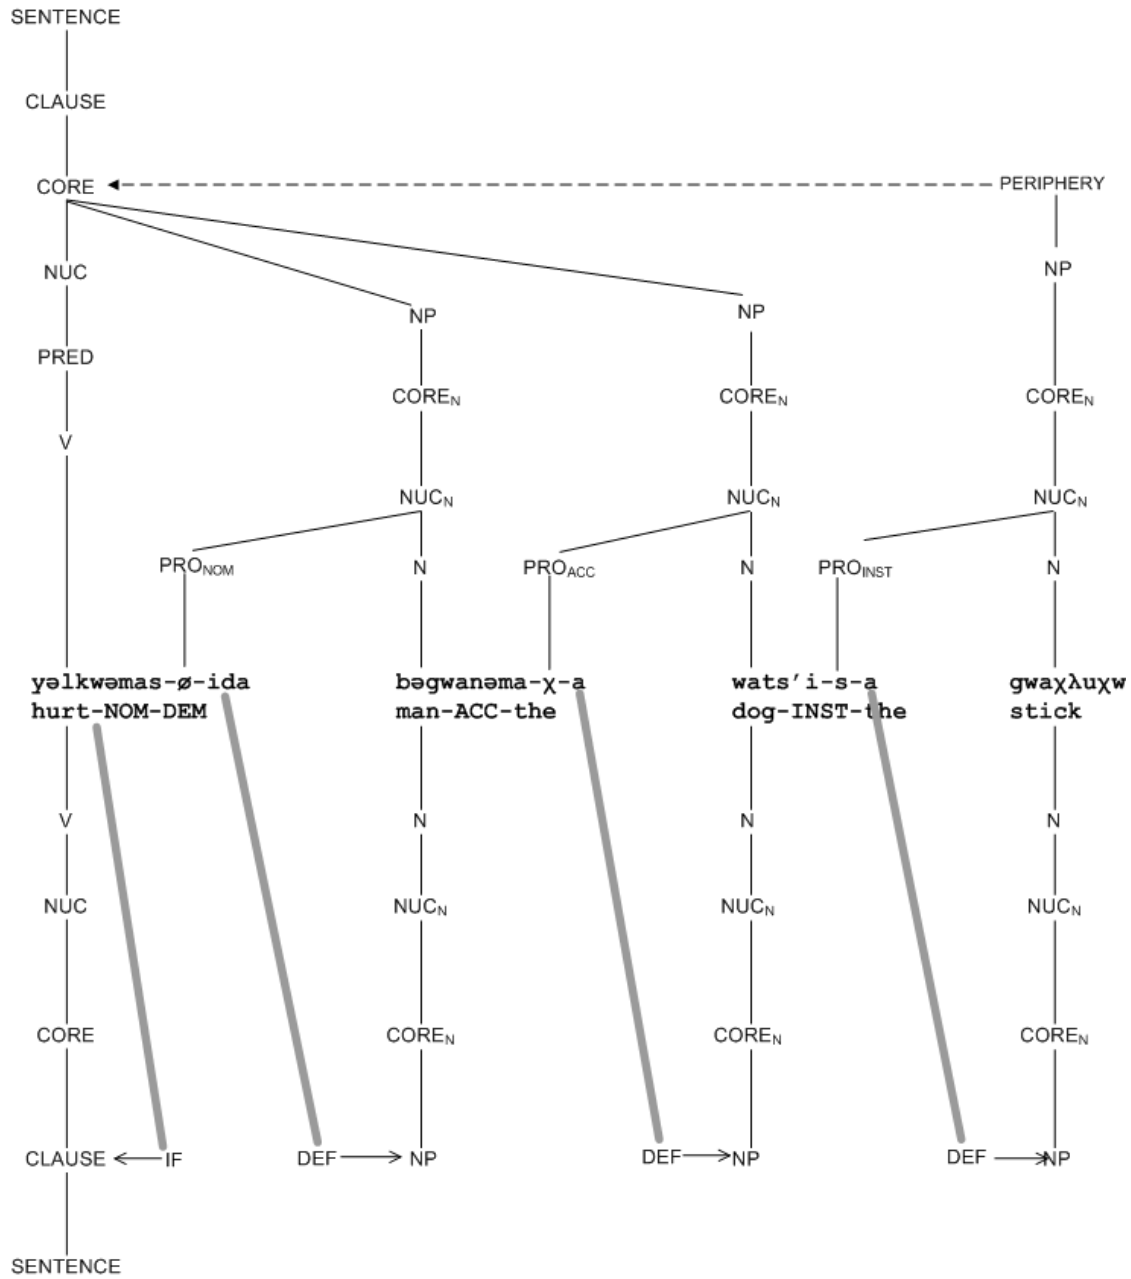 SENTENCE
CLAUSE
CORE PERIPHERY
NUC NP
NP NP
PRED
COREN COREN COREN
V
NUCN NUCN NUCN
PRONOM N PROACC N PROINST N
yəlkwəmas-ø-ida bəgwanəma-χ-a wats’i-s-a gwaχλuχw
hurt-NOM-DEM man-ACC-the dog-INST-the stick
V N N N
NUC NUCN NUCN NUCN
CORE COREN COREN COREN
CLAUSE IF DEF NP DEF NP DEF NP
SENTENCE